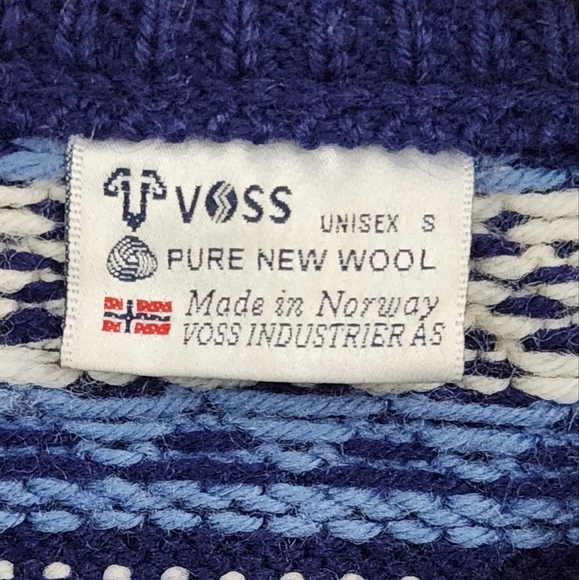 VOSS UNISEX S
PURE NEW WOOL
Made in Norway
VOSS INDUSTRIER AS